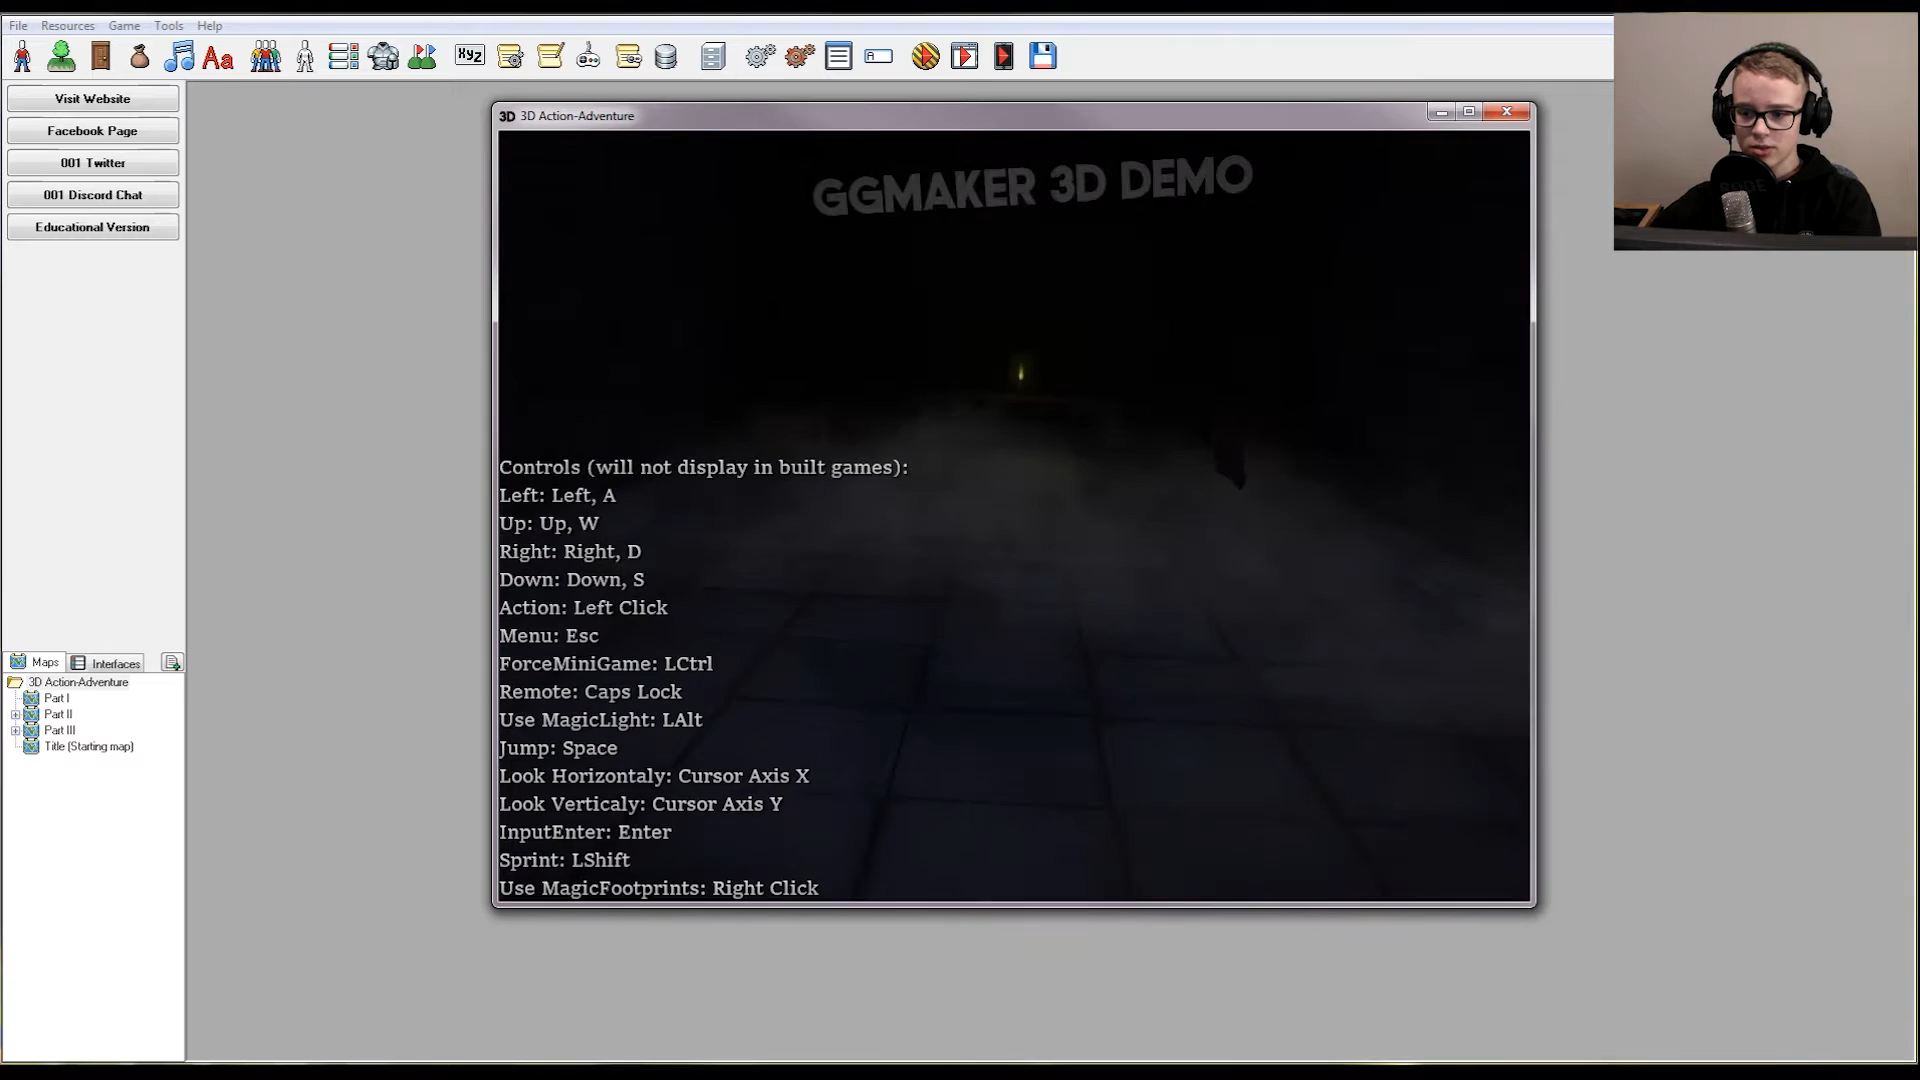 File Resources Game Tools Help
Aa
XYZ
A
Visit Website
Facebook Page
001 Twitter
001 Discord Chat
Educational Version
3D 3D Action-Adventure
GGMAKER 3D DEMO
Controls (will not display in built games):
Left: Left, A
Up: Up, W
Right: Right, D
Down: Down, S
Action: Left Click
Menu: Esc
ForceMiniGame: LCtrl
Remote: Caps Lock
Use MagicLight: LAlt
Jump: Space
Look Horizontaly: Cursor Axis X
Look Verticaly: Cursor Axis Y
InputEnter: Enter
Sprint: LShift
Use MagicFootprints: Right Click
Maps Interfaces
3D Action-Adventure
Part I
Part II
Part III
Title (Starting map)
RODE